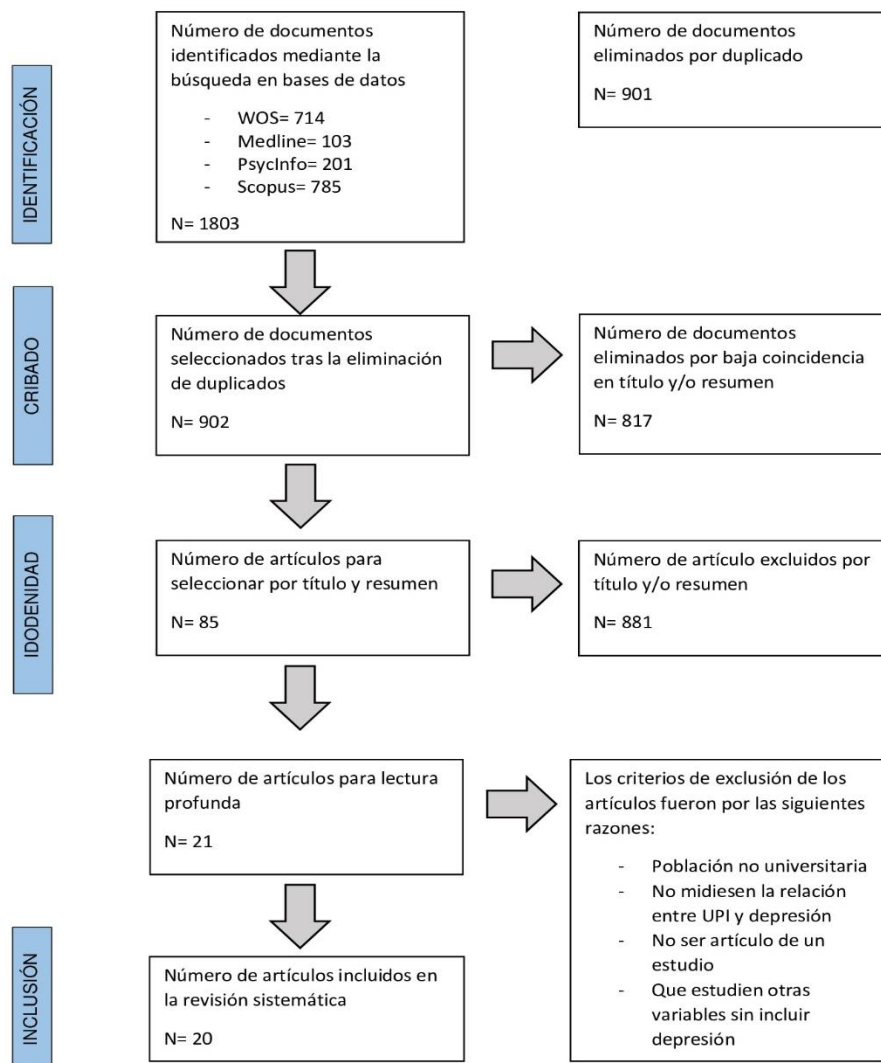 IDENTIFICACIÓN
Número de documentos
identificados mediante la
búsqueda en bases de datos
- WOS= 714
- Medline= 103
- PsycInfo= 201
- Scopus= 785
N= 1803
Número de documentos
eliminados por duplicado
N= 901
CRIBADO
Número de documentos
seleccionados tras la eliminación
de duplicados
N= 902
Número de documentos
eliminados por baja coincidencia
en título y/o resumen
N= 817
IDODENIDAD
Número de artículos para
seleccionar por título y resumen
N= 85
Número de artículo excluidos por
título y/o resumen
N= 881
Número de artículos para lectura
profunda
N= 21
Los criterios de exclusión de los
artículos fueron por las siguientes
razones:
- Población no universitaria
- No midiesen la relación
entre UPI y depresión
- No ser artículo de un
estudio
- Que estudien otras
variables sin incluir
depresión
INCLUSIÓN
Número de artículos incluidos en
la revisión sistemática
N= 20